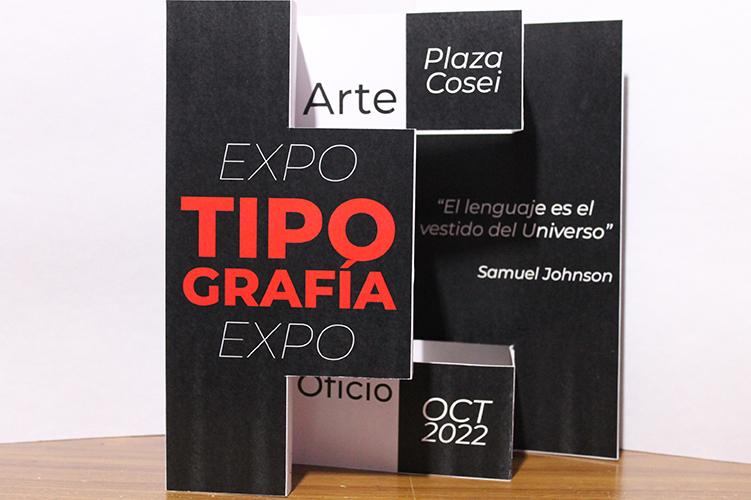 Arte
Plaza
Cosei
EXPO
TIPO
GRAFÍA
EXPO
“El lenguaje es el
vestido del Universo”
Samuel Johnson
Oficio
OCT
2022